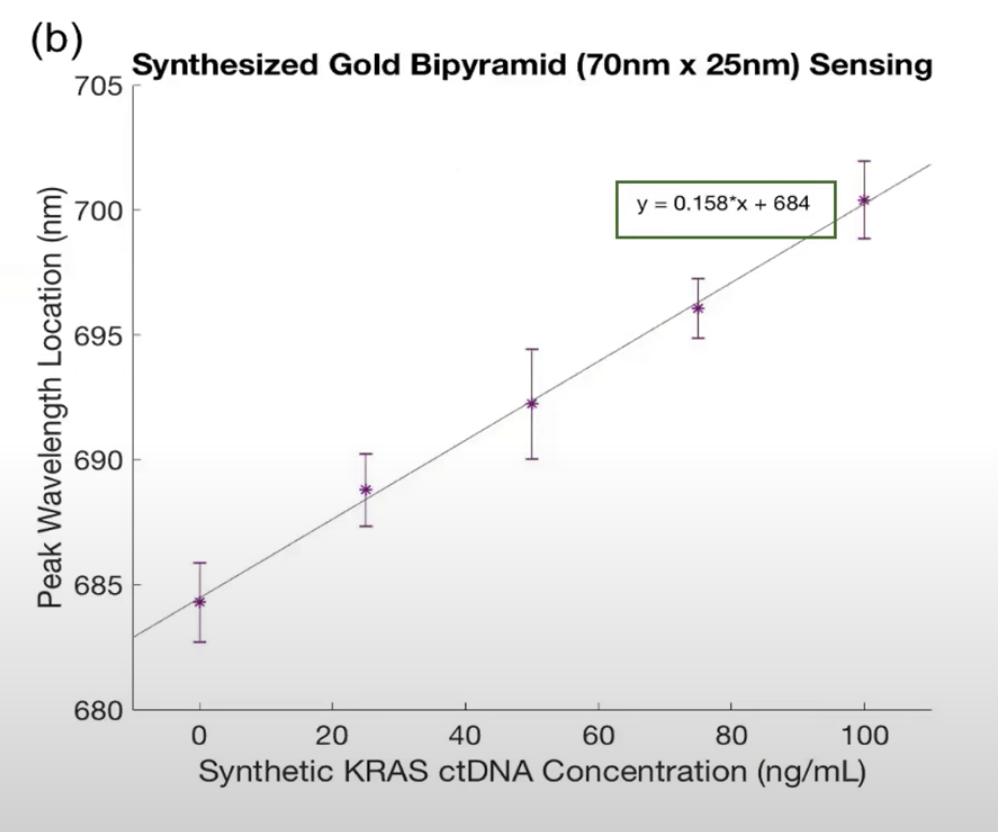 (b)
Synthesized Gold Bipyramid (70nm x 25nm) Sensing
705
700
695
690
685
680
Peak Wavelength Location (nm)
y = 0.158*x + 684
0 20 40 60 80 100
Synthetic KRAS ctDNA Concentration (ng/mL)